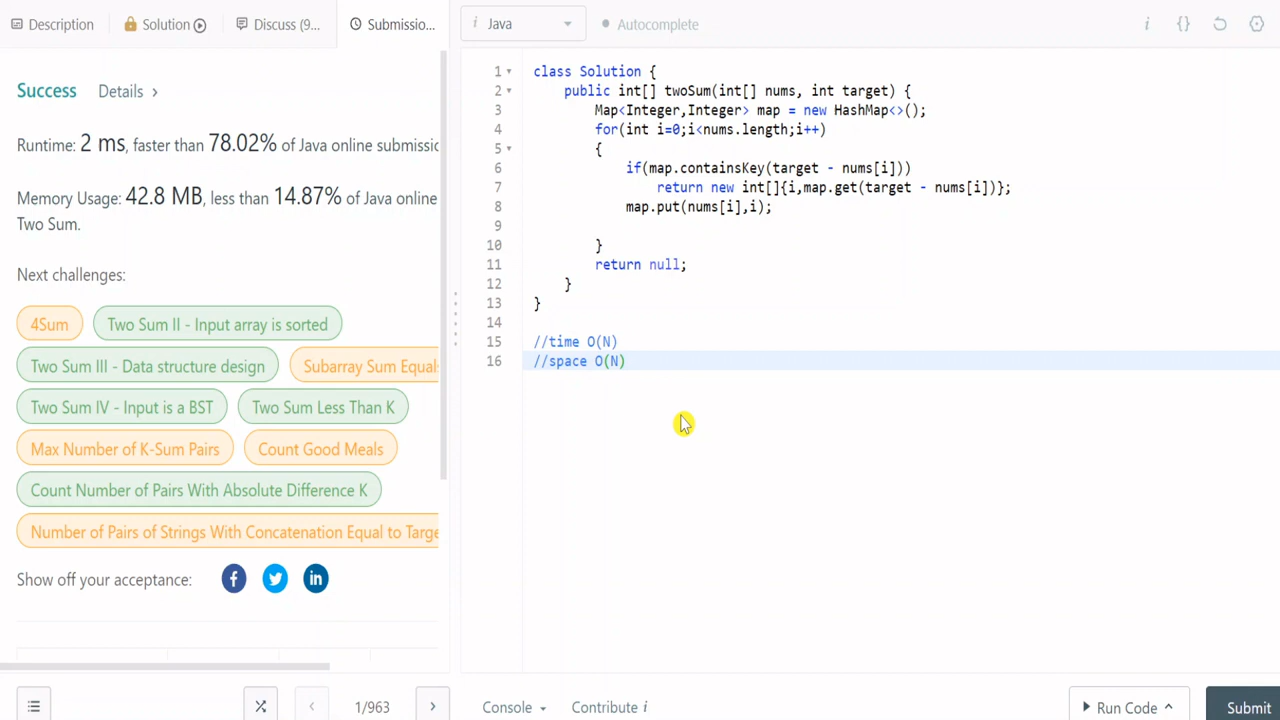 Description
Solution
Discuss (9...
Submissio...
i Java
Autocomplete
i {}
Success
Details >
Runtime: 2 ms, faster than 78.02% of Java online submissic
Memory Usage: 42.8 MB, less than 14.87% of Java online
Two Sum.
Next challenges:
4Sum
Two Sum II - Input array is sorted
Two Sum III - Data structure design
Subarray Sum Equals
Two Sum IV - Input is a BST
Two Sum Less Than K
Max Number of K-Sum Pairs
Count Good Meals
Count Number of Pairs With Absolute Difference K
Number of Pairs of Strings With Concatenation Equal to Targe
Show off your acceptance:
f
in
1/963
1 class Solution {
2 public int[] twoSum(int[] nums, int target) {
3 Map<Integer,Integer> map = new HashMap<>();
4 for(int i=0;i<nums.length;i++)
5 {
6 if(map.containsKey(target - nums[i]))
7 return new int[]{i,map.get(target - nums[i])};
8 map.put(nums[i],i);
9
10 }
11 return null;
12 }
13 }
14
15 //time O(N)
16 //space O(N)
Console
Contribute i
Run Code
Submit